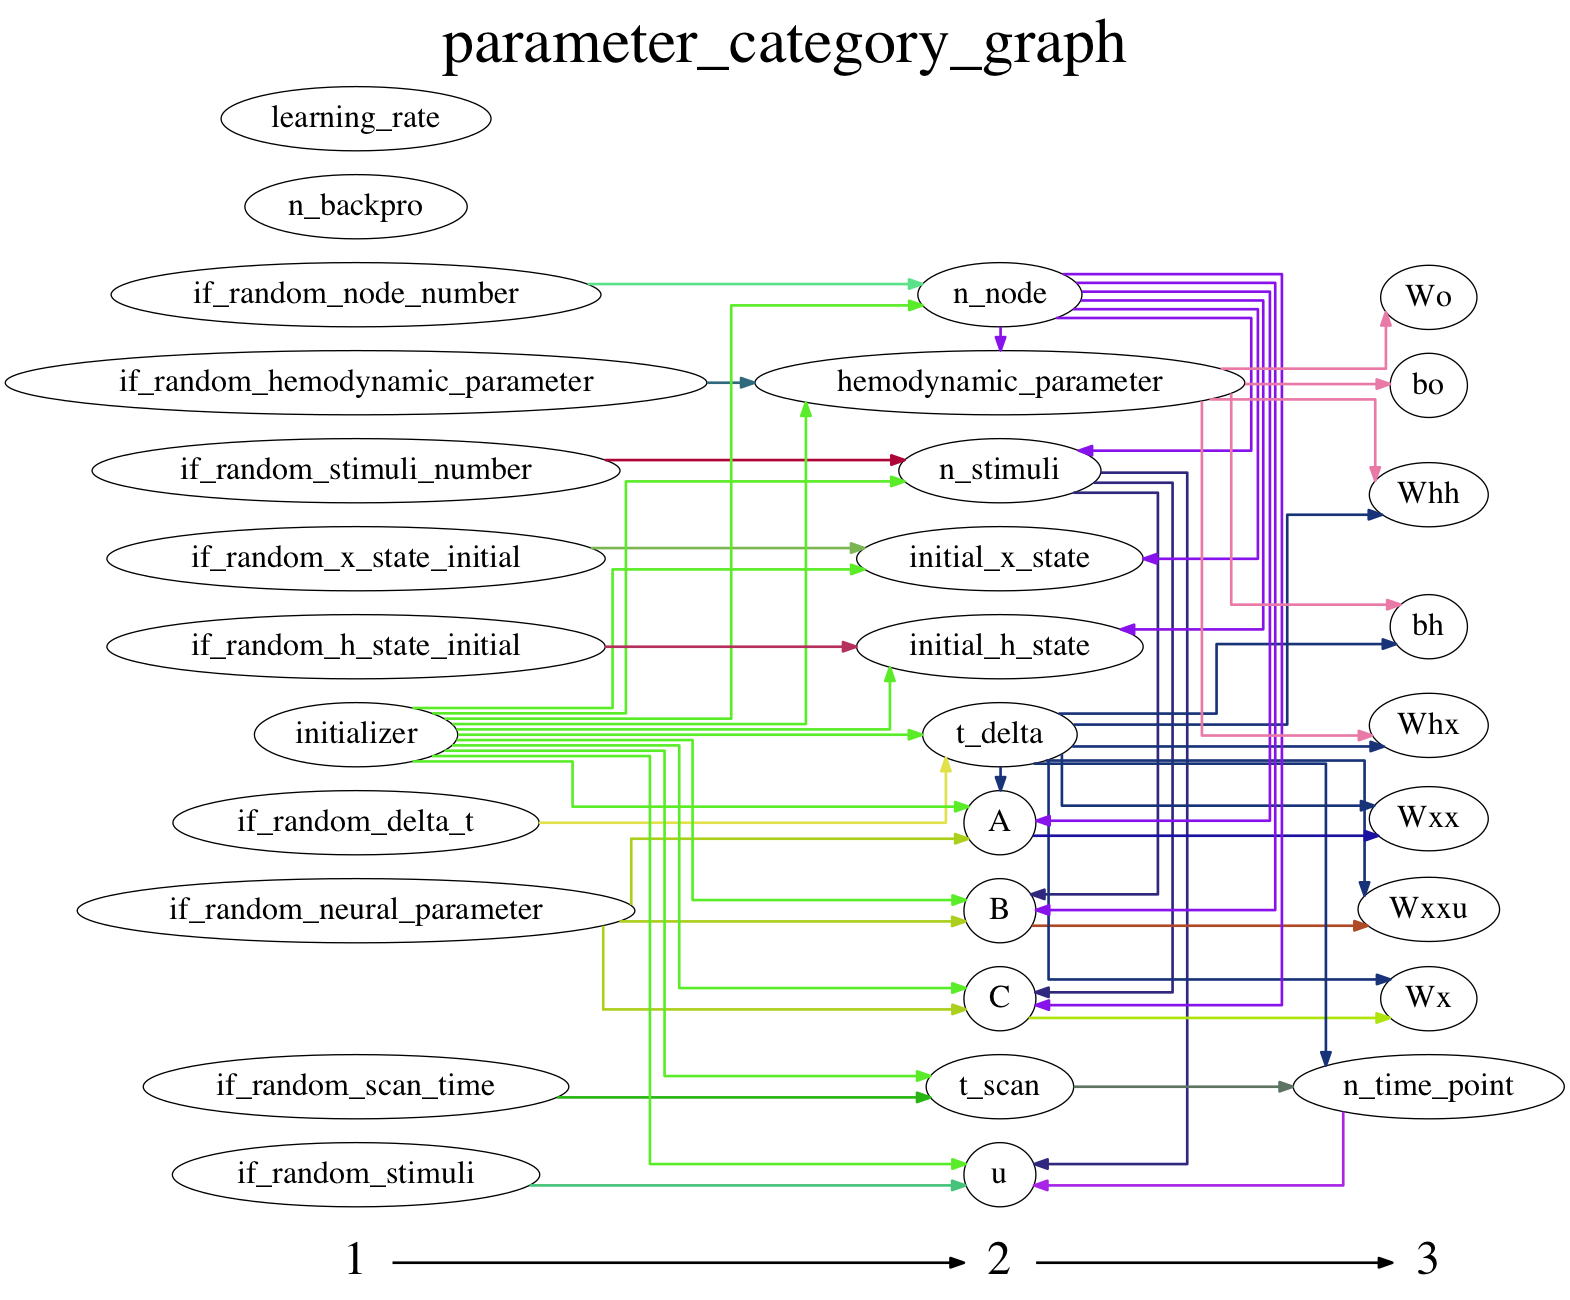 parameter_category_graph
learning_rate
n_backpro
if_random_node_number
n_node
Wo
if_random_hemodynamic_parameter
hemodynamic_parameter
bo
if_random_stimuli_number
n_stimuli
Whh
if_random_x_state_initial
initial_x_state
if_random_h_state_initial
initial_h_state
bh
initializer
t_delta
Whx
if_random_delta_t
A
Wxx
if_random_neural_parameter
B
Wxxu
C
Wx
if_random_scan_time
t_scan
n_time_point
if_random_stimuli
u
1
2
3